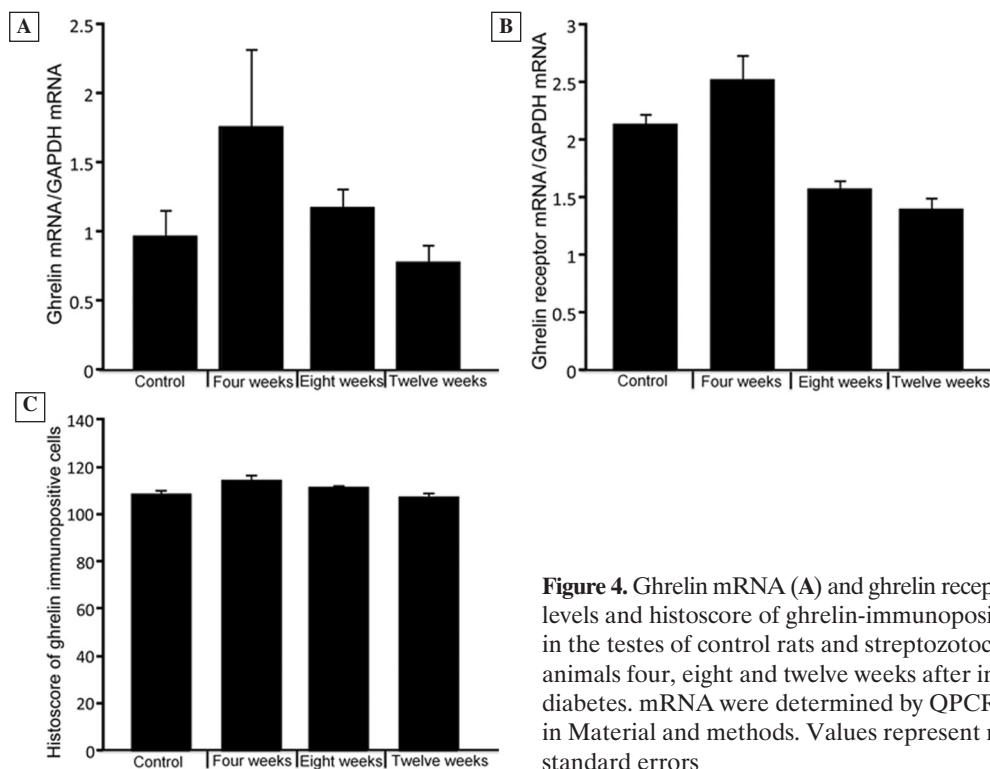 A
Ghrelin mRNA/GAPDH mRNA
2.5
2
1.5
1
0.5
0
Control
Four weeks
Eight weeks
Twelve weeks
B
Ghrelin receptor mRNA/GAPDH mRNA
3
2.5
2
1.5
1
0.5
0
Control
Four weeks
Eight weeks
Twelve weeks
C
Histoscore of ghrelin immunopositive cells
140
120
100
80
60
40
20
0
Control
Four weeks
Eight weeks
Twelve weeks
Figure 4. Ghrelin mRNA (A) and ghrelin recep
levels and histoscore of ghrelin-immunoposi
in the testes of control rats and streptozotoc
animals four, eight and twelve weeks after in
diabetes. mRNA were determined by QPCR
in Material and methods. Values represent
standard errors